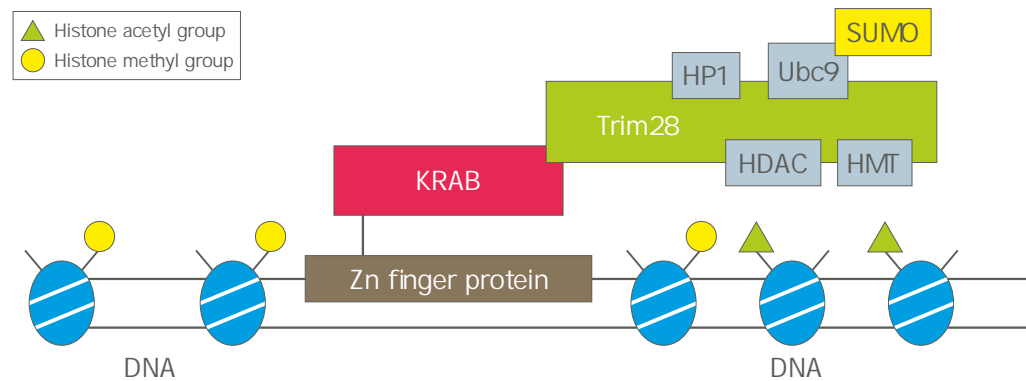 Histone acetyl group
Histone methyl group
SUMO
HP1
Ubc9
Trim28
HDAC
HMT
KRAB
Zn finger protein
DNA
DNA